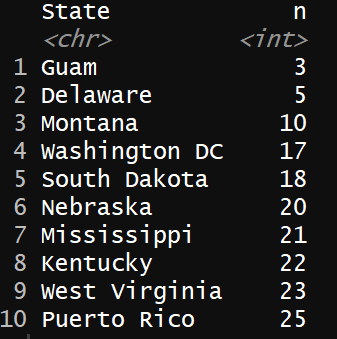 State n
<chr> <int>
1 Guam 3
2 Delaware 5
3 Montana 10
4 Washington DC 17
5 South Dakota 18
6 Nebraska 20
7 Mississippi 21
8 Kentucky 22
9 West Virginia 23
10 Puerto Rico 25